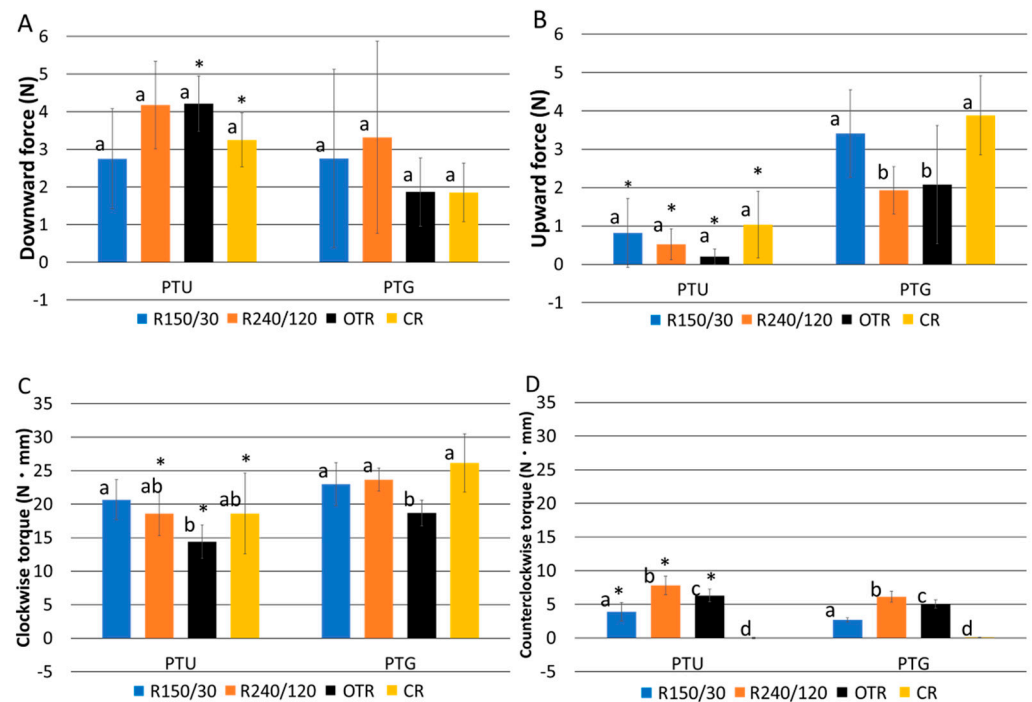 A
Downward force (N)
6
5
4
3
2
1
0
-1
a
a
a
*
a
*
a
a
a
a
PTU PTG
R150/30 R240/120 OTR CR
B
Upward force (N)
6
5
4
3
2
1
0
-1
a
*
a
*
a
*
a
*
a
b
b
a
PTU PTG
R150/30 R240/120 OTR CR
C
Clockwise torque (N・mm)
35
30
25
20
15
10
5
0
-5
a
ab
*
b
*
ab
*
a
a
b
a
PTU PTG
R150/30 R240/120 OTR CR
D
Counterclockwise torque (N・mm)
35
30
25
20
15
10
5
0
-5
a
*
b
*
c
*
d
a
b
c
d
PTU PTG
R150/30 R240/120 OTR CR